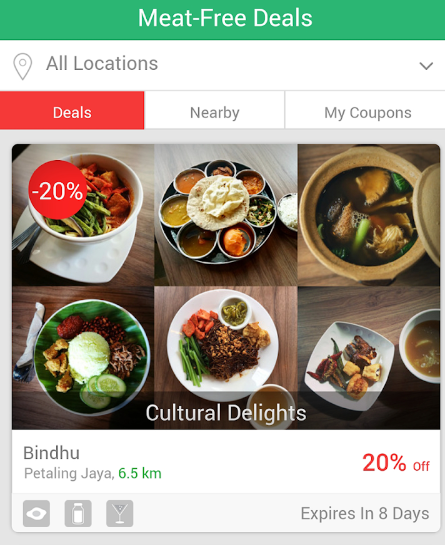 Meat-Free Deals
All Locations
Deals
Nearby
My Coupons
-20%
Cultural Delights
Bindhu
20% Off
Petaling Jaya, 6.5 km
Expires In 8 Days